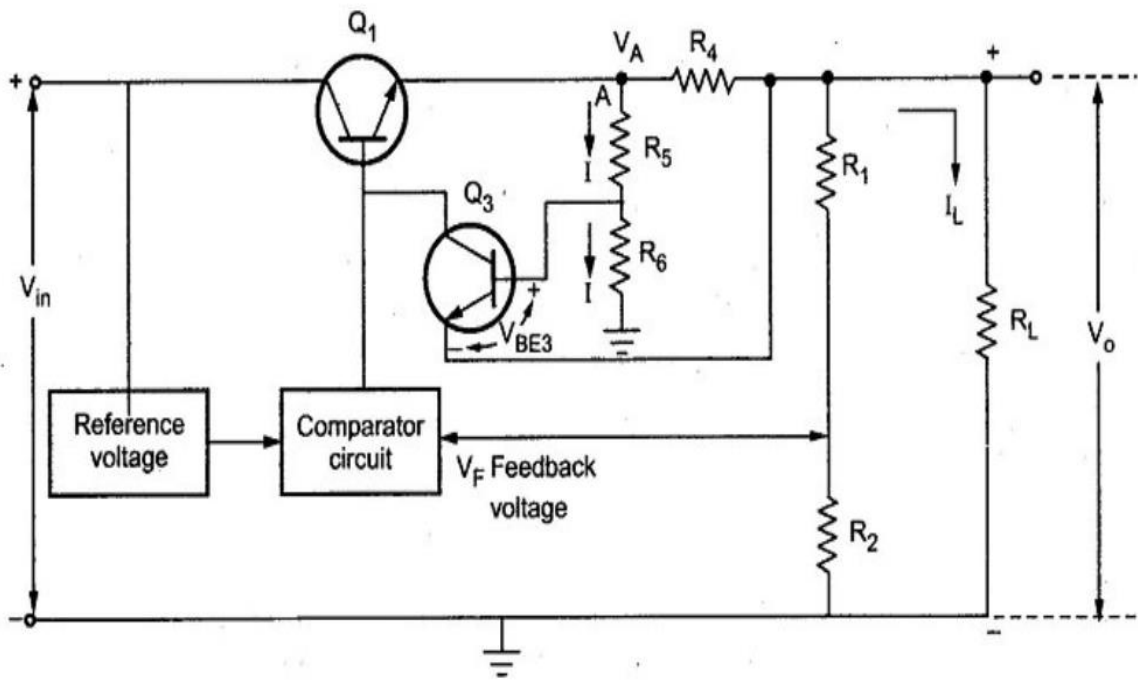 Q1
VA
R4
+
+
A
I
R5
R1
IL
Q3
I
R6
Vin
+
–
VBE3
RL
Vo
Reference
voltage
Comparator
circuit
VF Feedback
voltage
R2
–
–